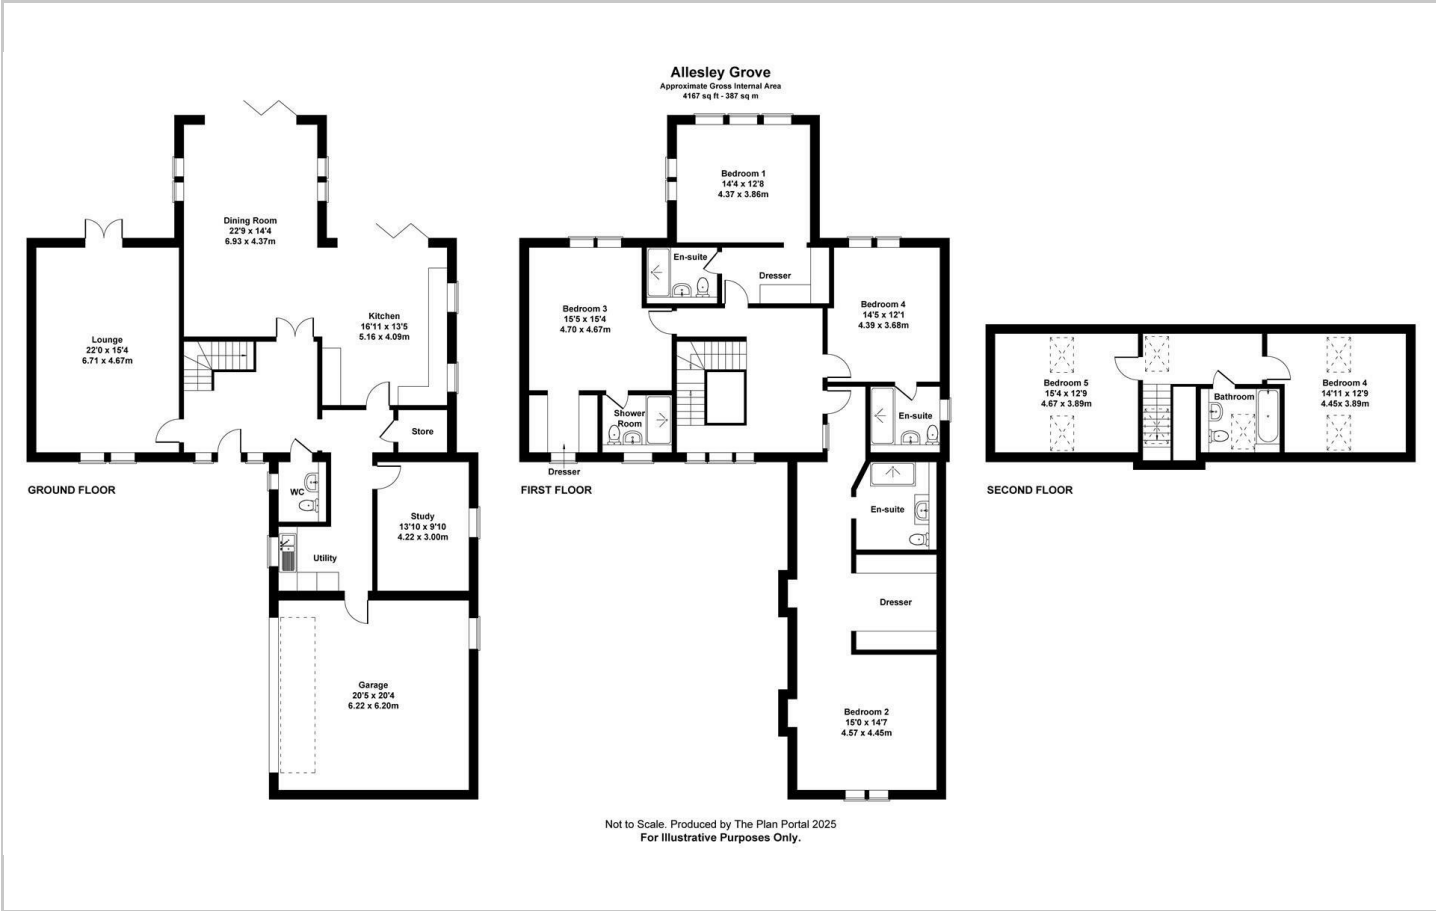 Allesley Grove
Approximate Gross Internal Area
4167 sq ft - 387 sq m
Dining Room
22'9 x 14'4
6.93 x 4.37m
Kitchen
16'11 x 13'5
5.16 x 4.09m
Lounge
22'0 x 15'4
6.71 x 4.67m
Store
WC
Study
13'10 x 9'10
4.22 x 3.00m
Utility
Garage
20'5 x 20'4
6.22 x 6.20m
GROUND FLOOR
Bedroom 1
14'4 x 12'8
4.37 x 3.86m
En-suite
Dresser
Bedroom 3
15'5 x 15'4
4.70 x 4.67m
Bedroom 4
14'5 x 12'1
4.39 x 3.68m
Shower
Room
En-suite
Dresser
En-suite
Dresser
Bedroom 2
15'0 x 14'7
4.57 x 4.45m
FIRST FLOOR
Bedroom 5
15'4 x 12'9
4.67 x 3.89m
Bathroom
Bedroom 4
14'11 x 12'9
4.45x 3.89m
SECOND FLOOR
Not to Scale. Produced by The Plan Portal 2025
For Illustrative Purposes Only.